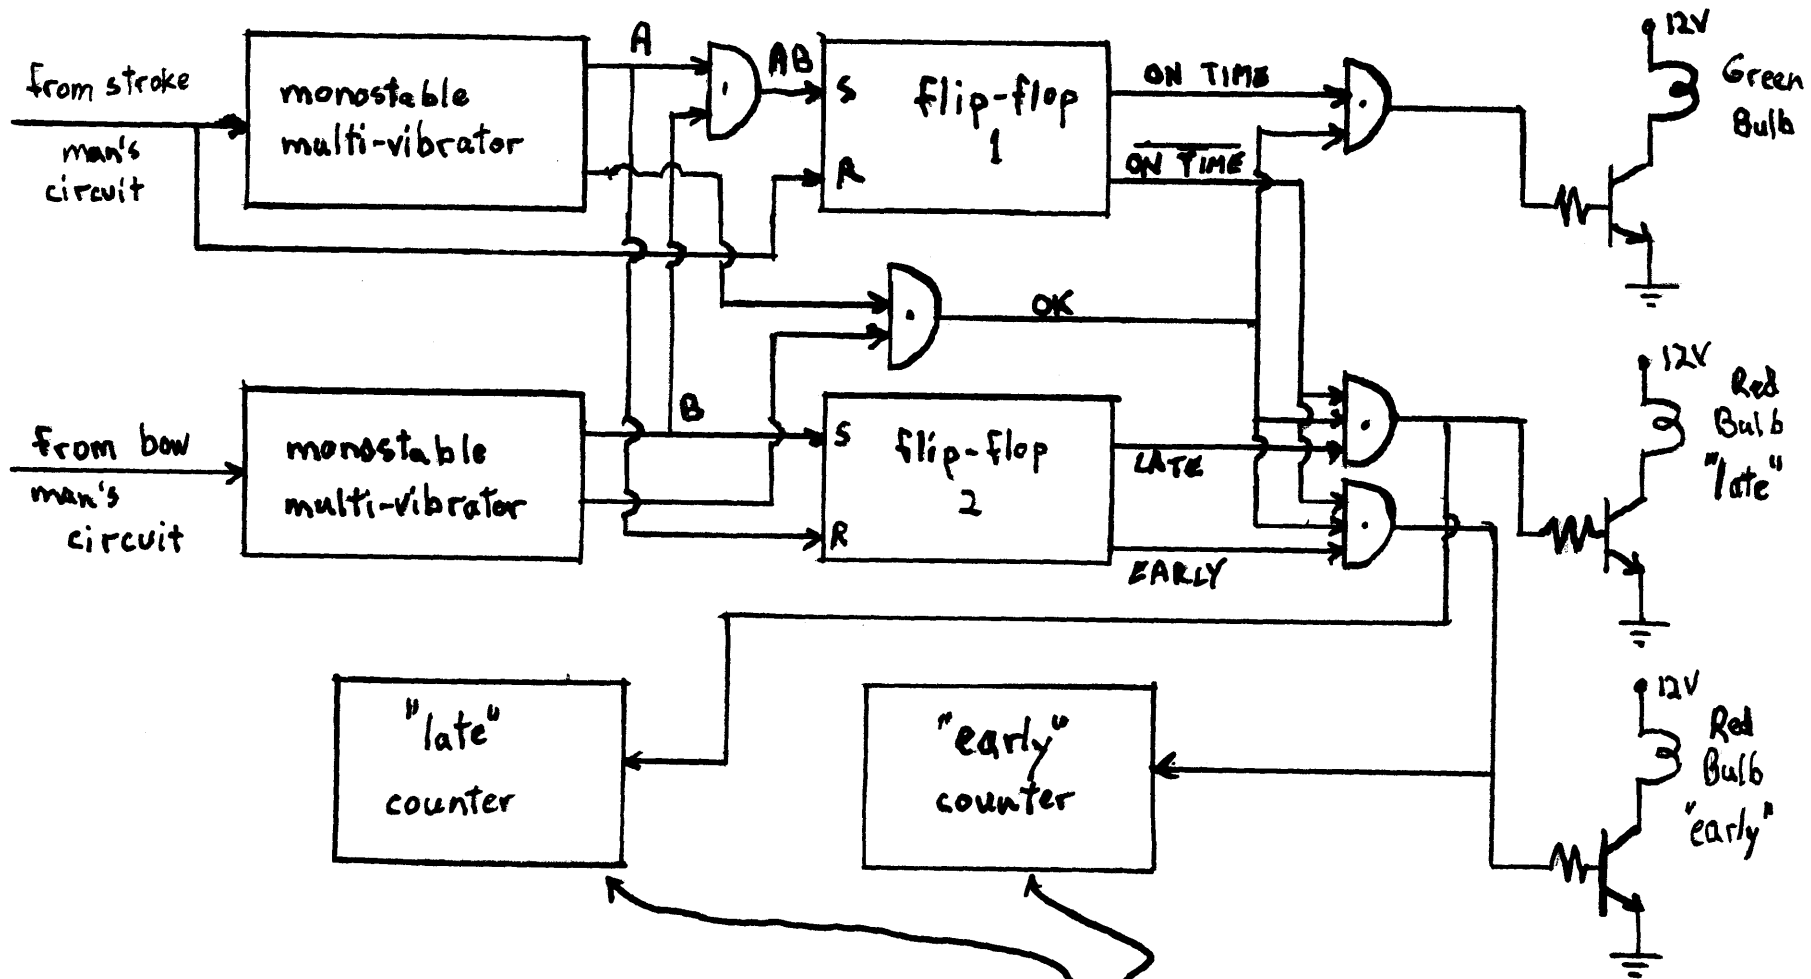 from stroke
man's
circuit
monostable
multi-vibrator
A
AB
S
R
flip-flop
1
ON TIME
ON TIME
12V
Green
Bulb
OK
from bow
man's
circuit
monostable
multi-vibrator
B
S
R
flip-flop
2
LATE
EARLY
12V
Red
Bulb
"late"
"late"
counter
"early"
counter
12V
Red
Bulb
"early"